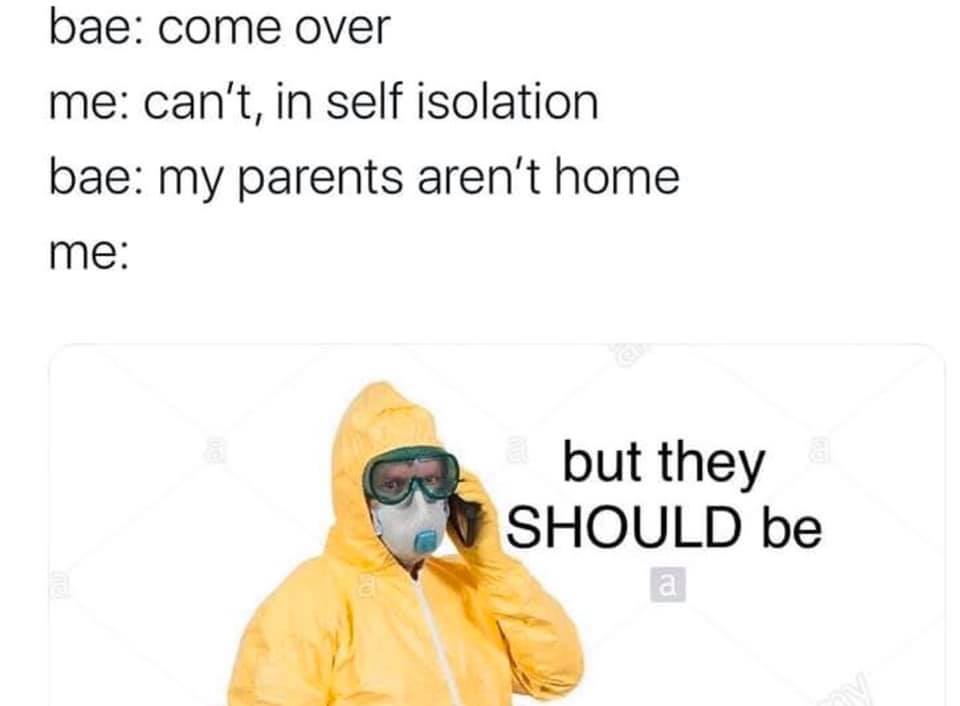 bae: come over
me: can't, in self isolation
bae: my parents aren't home
me:
but they
SHOULD be
a